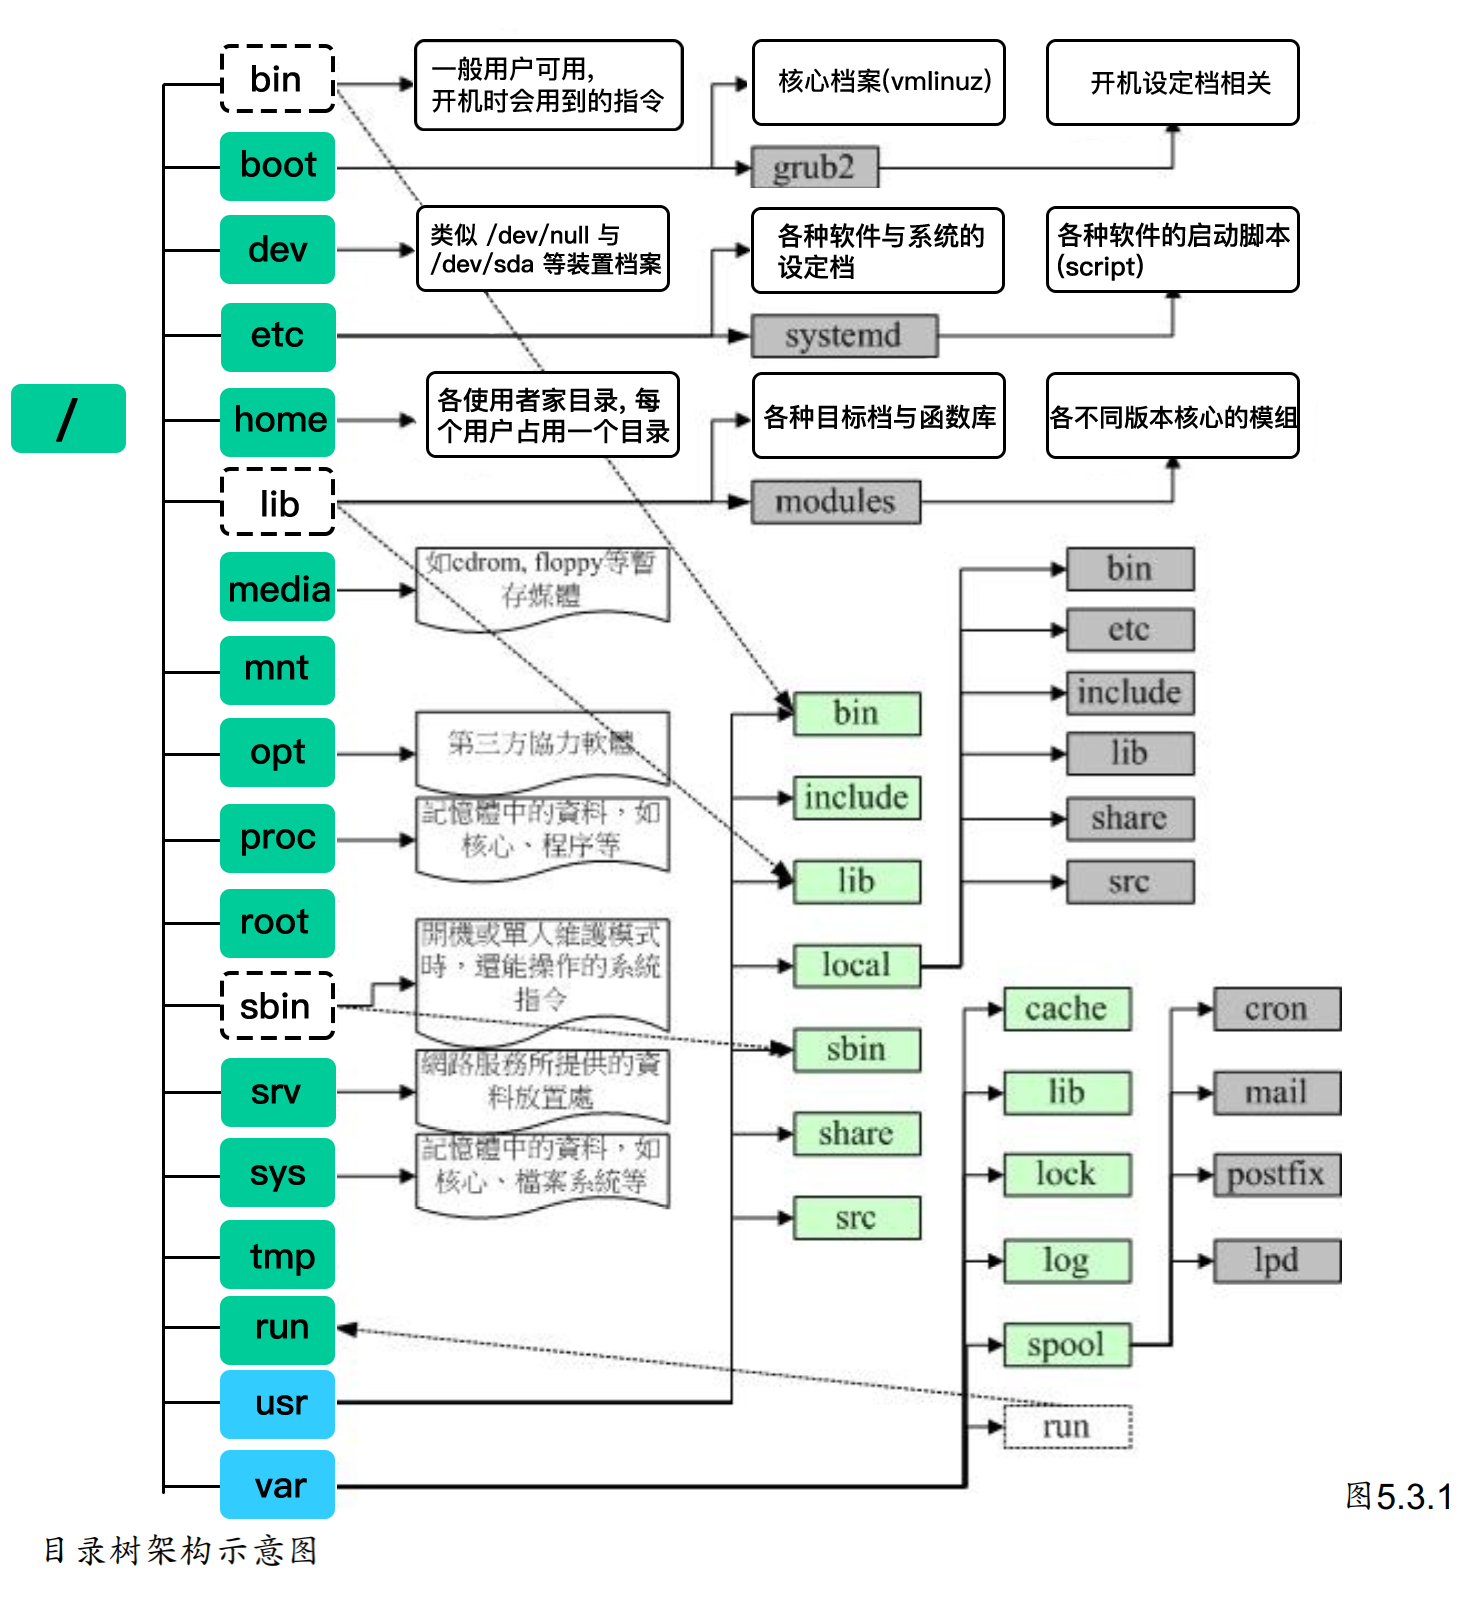 bin
一般用户可用,
开机时会用到的指令
核心档案(vmlinuz)
开机设定档相关
boot
grub2
dev
类似 /dev/null 与
/dev/sda 等装置档案
各种软件与系统的
设定档
各种软件的启动脚本
(script)
etc
systemd
/
home
各使用者家目录, 每
个用户占用一个目录
各种目标档与函数库
各不同版本核心的模组
lib
modules
media
如cdrom, floppy等暫
存媒體
bin
etc
mnt
include
bin
opt
第三方協力軟體
lib
include
proc
記憶體中的資料，如
核心、程序等
share
lib
src
root
開機或單人維護模式
時，還能操作的系統
指令
local
sbin
cache
cron
sbin
srv
網路服務所提供的資
料放置處
lib
mail
share
sys
記憶體中的資料，如
核心、檔案系統等
lock
postfix
src
tmp
log
lpd
run
spool
usr
run
var
图5.3.1
目录树架构示意图